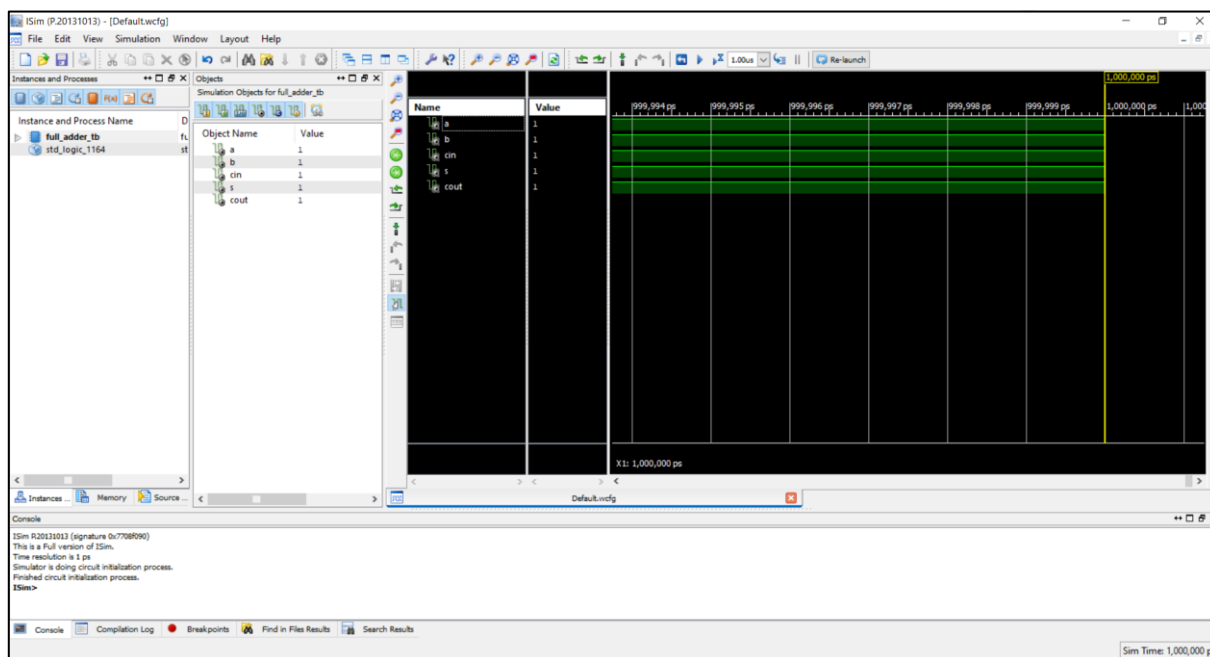 ISim (P.20131013) - [Default.wcfg]
File Edit View Simulation Window Layout Help
1.00us Re-launch
Instances and Processes
Instance and Process Name D
full_adder_tb fu
std_logic_1164 st
Instances ... Memory Source ...
Objects
Simulation Objects for full_adder_tb
Object Name Value
a 1
b 1
cin 1
s 1
cout 1
1,000,000 ps
Name Value
999,994 ps 999,995 ps 999,996 ps 999,997 ps 999,998 ps 999,999 ps 1,000,000 ps 1,000
a 1
b 1
cin 1
s 1
cout 1
X1: 1,000,000 ps
Default.wcfg
Console
ISim P.20131013 (signature 0x7708f090)
This is a Full version of ISim.
Time resolution is 1 ps
Simulator is doing circuit initialization process.
Finished circuit initialization process.
ISim>
Console Compilation Log Breakpoints Find in Files Results Search Results
Sim Time: 1,000,000 p